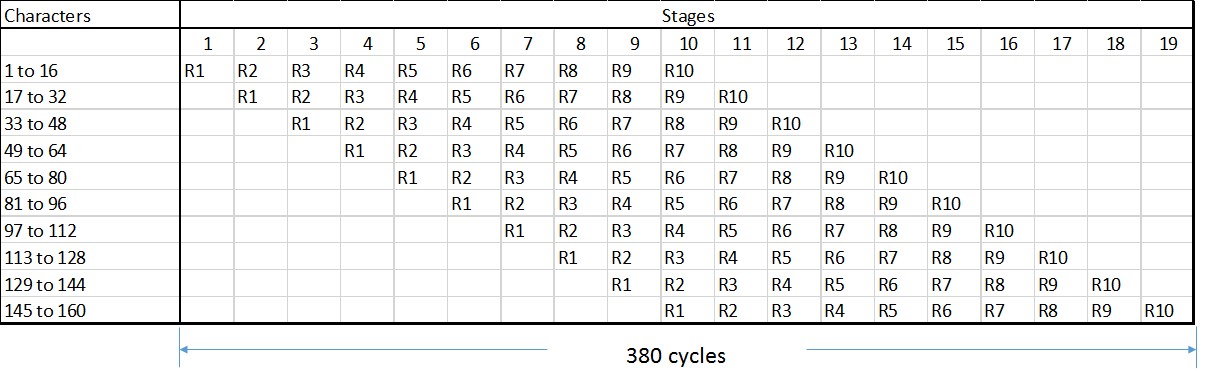 Characters Stages
1 2 3 4 5 6 7 8 9 10 11 12 13 14 15 16 17 18 19
1 to 16 R1 R2 R3 R4 R5 R6 R7 R8 R9 R10
17 to 32 R1 R2 R3 R4 R5 R6 R7 R8 R9 R10
33 to 48 R1 R2 R3 R4 R5 R6 R7 R8 R9 R10
49 to 64 R1 R2 R3 R4 R5 R6 R7 R8 R9 R10
65 to 80 R1 R2 R3 R4 R5 R6 R7 R8 R9 R10
81 to 96 R1 R2 R3 R4 R5 R6 R7 R8 R9 R10
97 to 112 R1 R2 R3 R4 R5 R6 R7 R8 R9 R10
113 to 128 R1 R2 R3 R4 R5 R6 R7 R8 R9 R10
129 to 144 R1 R2 R3 R4 R5 R6 R7 R8 R9 R10
145 to 160 R1 R2 R3 R4 R5 R6 R7 R8 R9 R10
380 cycles